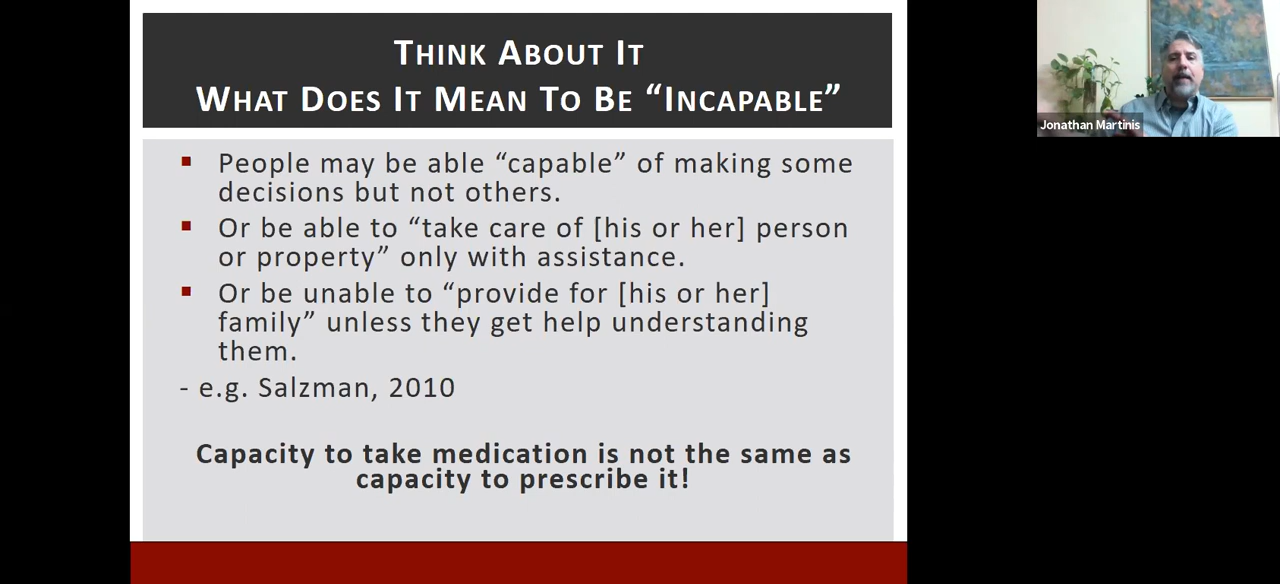 THINK ABOUT IT
WHAT DOES IT MEAN TO BE “INCAPABLE”
▪ People may be able “capable” of making some
decisions but not others.
▪ Or be able to “take care of [his or her] person
or property” only with assistance.
▪ Or be unable to “provide for [his or her]
family” unless they get help understanding
them.
- e.g. Salzman, 2010
Capacity to take medication is not the same as
capacity to prescribe it!
Jonathan Martinis